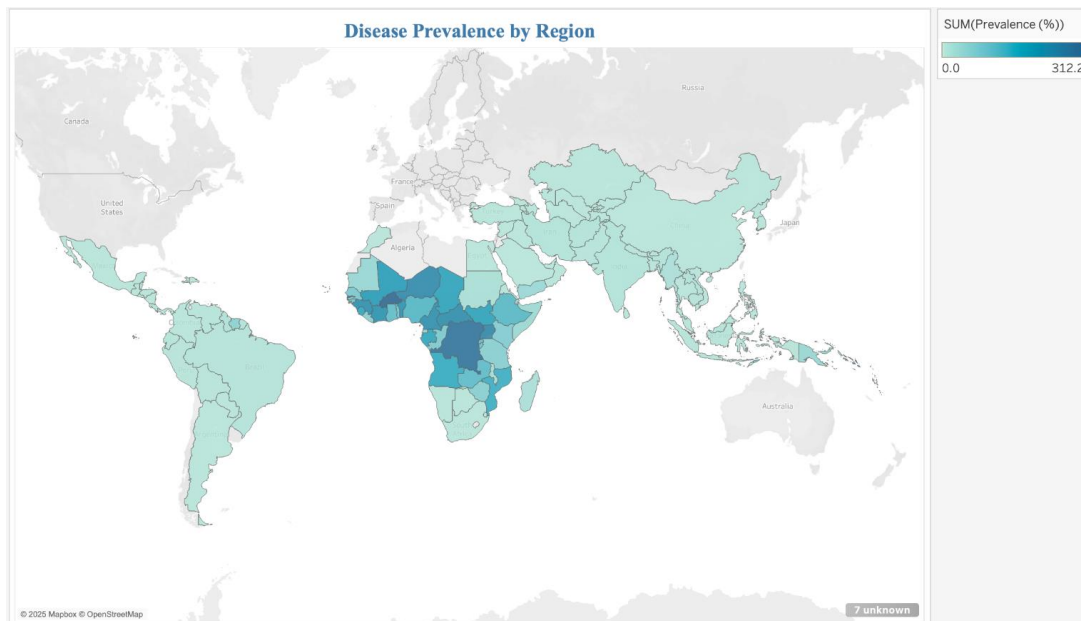 Disease Prevalence by Region
SUM(Prevalence (%))
0.0
312.2
Canada
Russia
United
States
France
Spain
Algeria
Japan
Australia
© 2025 Mapbox © OpenStreetMap
7 unknown